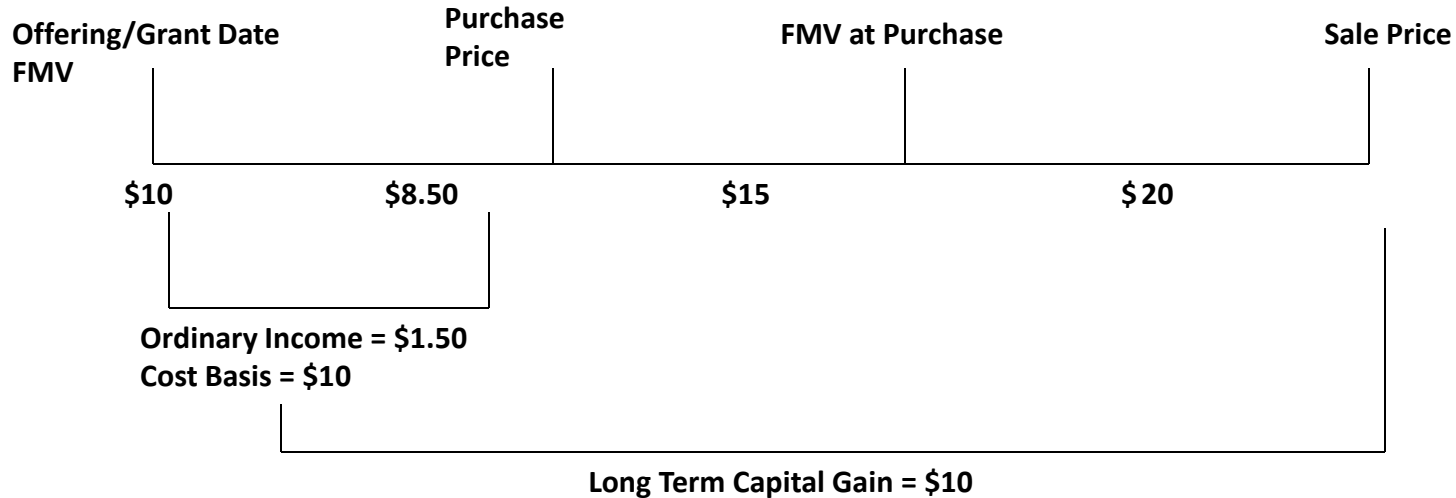 Offering/Grant Date
FMV
Purchase
Price
FMV at Purchase
Sale Price
$10
$8.50
$15
$ 20
Ordinary Income = $1.50
Cost Basis = $10
Long Term Capital Gain = $10